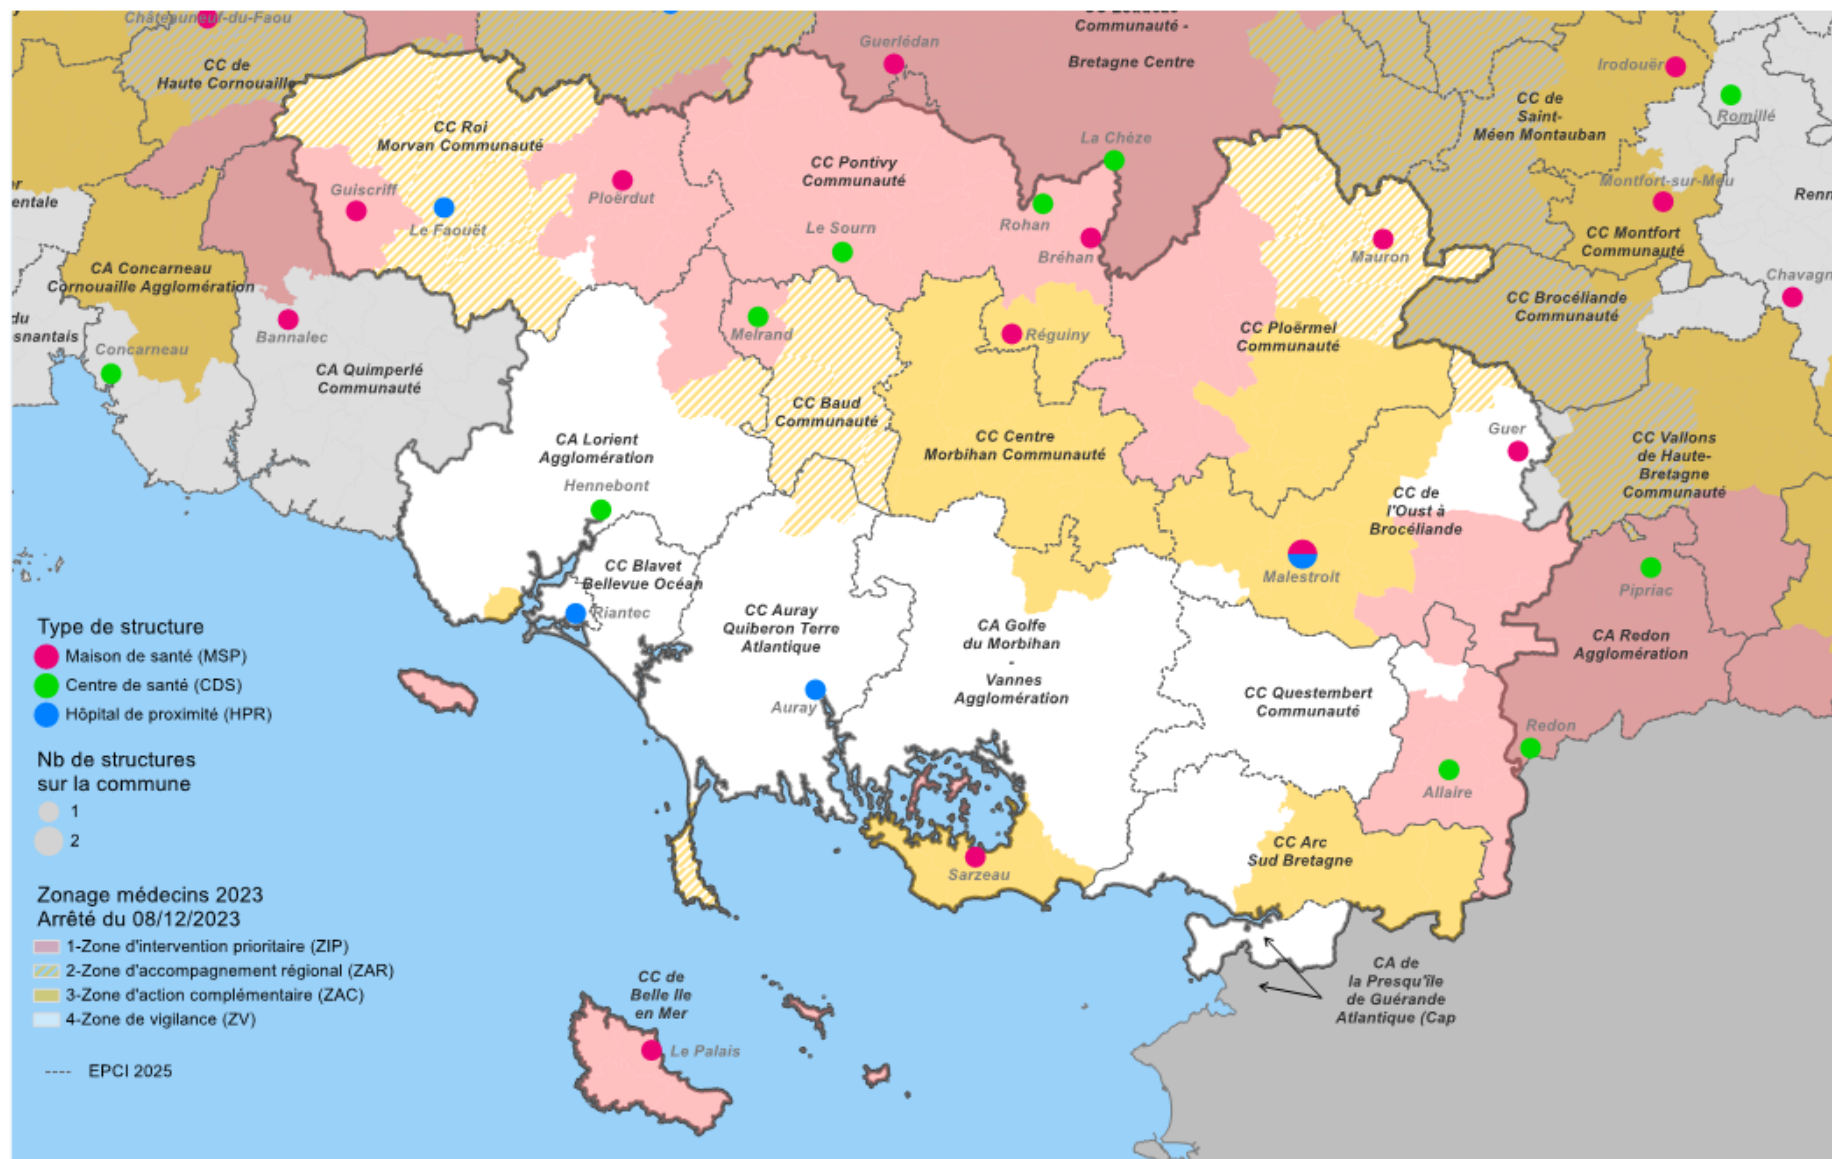 Châteauneuf-du-Faou
CC de
Haute Cornouaille
Guerlédan
Communauté -
Bretagne Centre
Irodouër
CC de
Saint-
Méen Montauban
Romillé
CC Roi
Morvan Communauté
La Chèze
CC Pontivy
Communauté
Montfort-sur-Meu
Guiscriff
Ploërdut
Le Faouët
Le Sourn
Rohan
Bréhan
Mauron
CC Montfort
Communauté
CA Concarneau
Cornouaille Agglomération
entale
Renn
Chavagn
du
snantais
Concarneau
Bannalec
CA Quimperlé
Communauté
Melrand
Réguiny
CC Ploërmel
Communauté
CC Brocéliande
Communauté
CC Baud
Communauté
CC Centre
Morbihan Communauté
CA Lorient
Agglomération
Hennebont
Guer
CC Vallons
de Haute-
Bretagne
Communauté
CC de
l'Oust à
Brocéliande
CC Blavet
Bellevue Océan
Riantec
Malestroit
Pipriac
CC Auray
Quiberon Terre
Atlantique
CA Golfe
du Morbihan
-
Vannes
Agglomération
CA Redon
Agglomération
CC Questembert
Communauté
Auray
Redon
Allaire
CC Arc
Sud Bretagne
Sarzeau
CC de
Belle Ile
en Mer
Le Palais
CA de
la Presqu'île
de Guérande
Atlantique (Cap
Type de structure
Maison de santé (MSP)
Centre de santé (CDS)
Hôpital de proximité (HPR)
Nb de structures
sur la commune
1
2
Zonage médecins 2023
Arrêté du 08/12/2023
1-Zone d'intervention prioritaire (ZIP)
2-Zone d'accompagnement régional (ZAR)
3-Zone d'action complémentaire (ZAC)
4-Zone de vigilance (ZV)
EPCI 2025